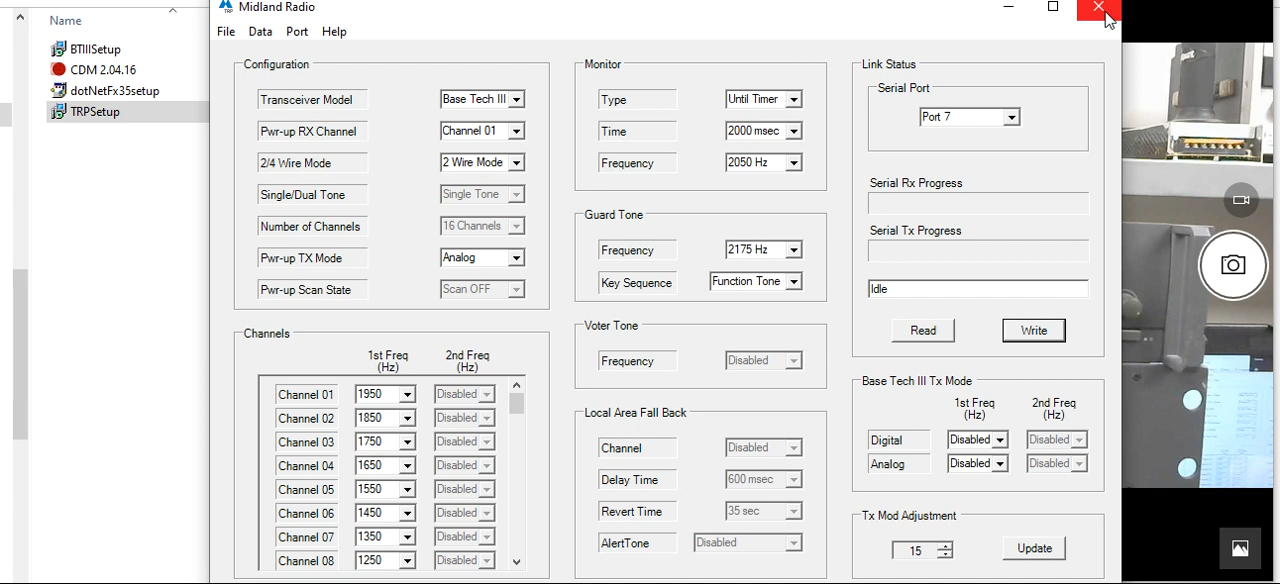 Name
BTIIISetup
CDM 2.04.16
dotNetFx35setup
TRPSetup
TRP
Midland Radio
File Data Port Help
Configuration
Transceiver Model Base Tech III
Pwr-up RX Channel Channel 01
2/4 Wire Mode 2 Wire Mode
Single/Dual Tone Single Tone
Number of Channels 16 Channels
Pwr-up TX Mode Analog
Pwr-up Scan State Scan OFF
Channels
1st Freq (Hz) 2nd Freq (Hz)
Channel 01 1950 Disabled
Channel 02 1850 Disabled
Channel 03 1750 Disabled
Channel 04 1650 Disabled
Channel 05 1550 Disabled
Channel 06 1450 Disabled
Channel 07 1350 Disabled
Channel 08 1250 Disabled
Monitor
Type Until Timer
Time 2000 msec
Frequency 2050 Hz
Guard Tone
Frequency 2175 Hz
Key Sequence Function Tone
Voter Tone
Frequency Disabled
Local Area Fall Back
Channel Disabled
Delay Time 600 msec
Revert Time 35 sec
AlertTone Disabled
Link Status
Serial Port
Port 7
Serial Rx Progress
Serial Tx Progress
Idle
Read Write
Base Tech III Tx Mode
1st Freq (Hz) 2nd Freq (Hz)
Digital Disabled Disabled
Analog Disabled Disabled
Tx Mod Adjustment
15 Update